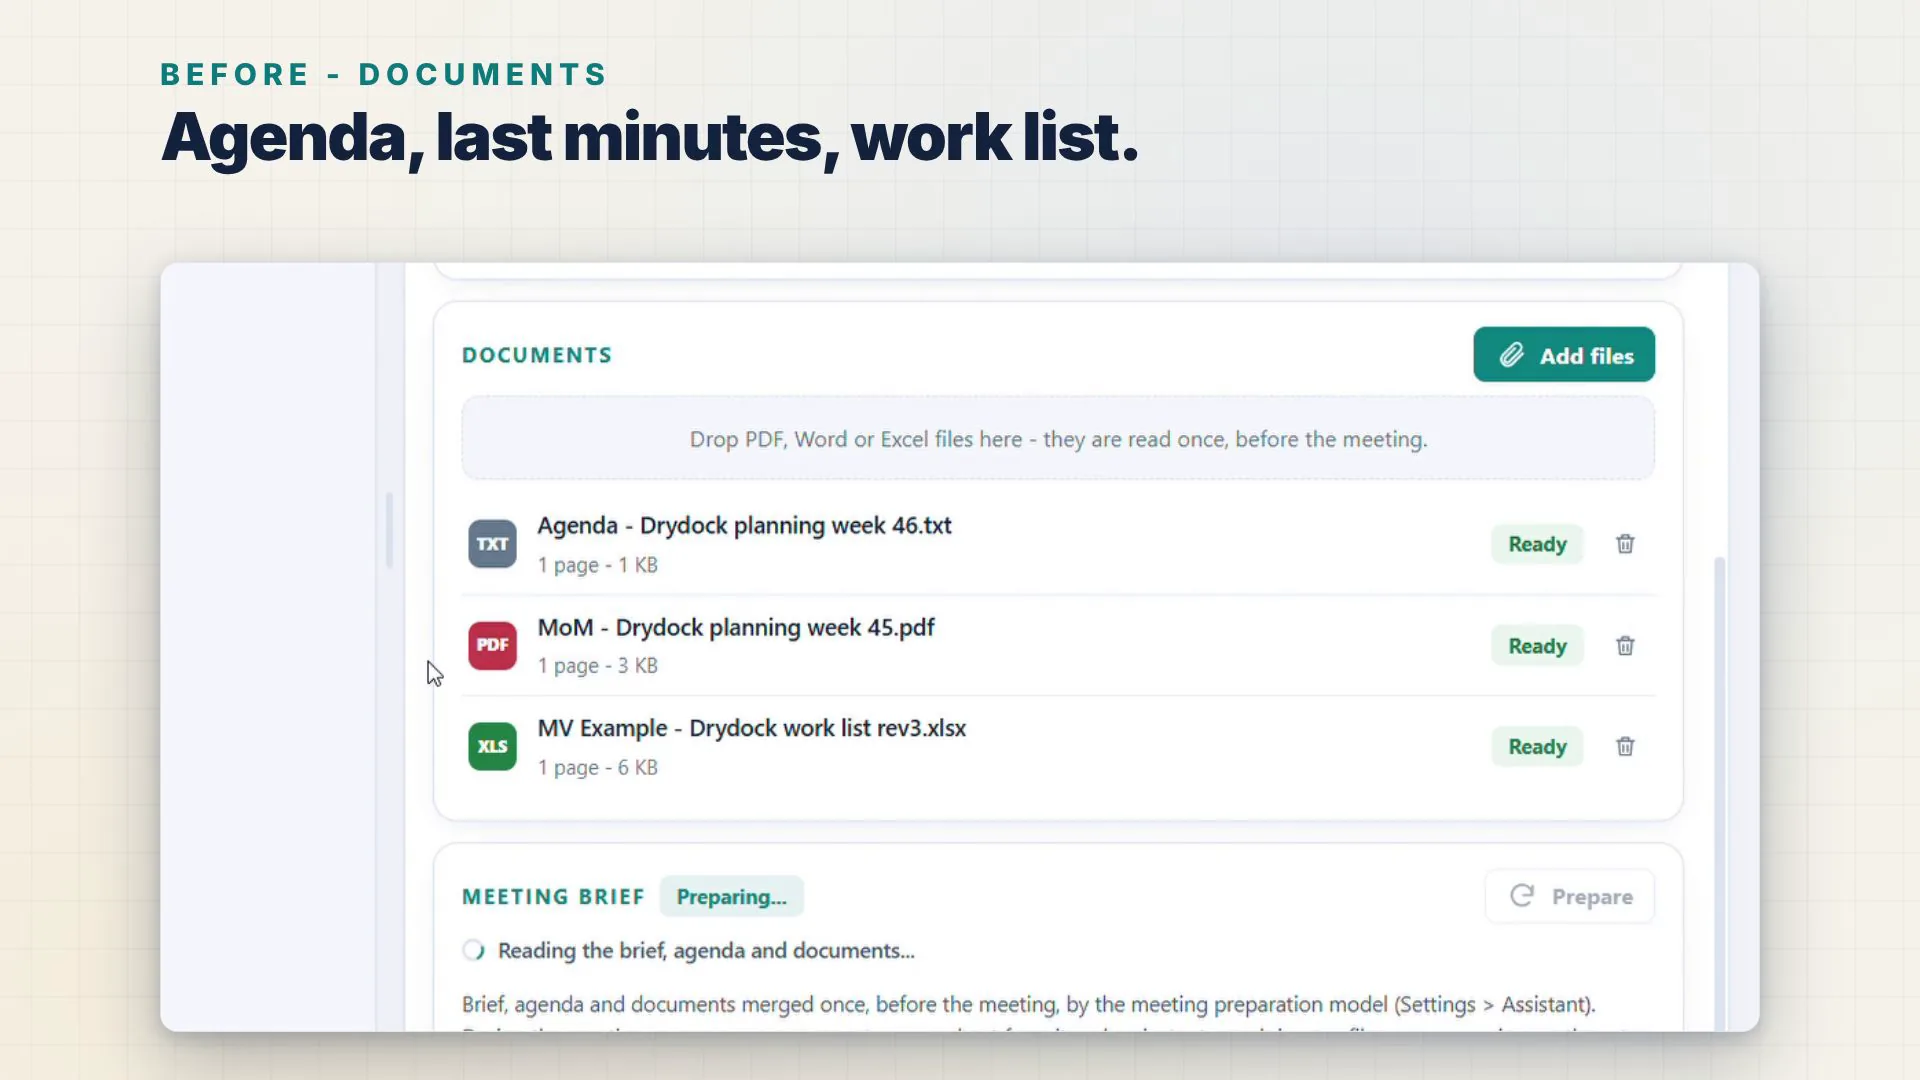 BEFORE - DOCUMENTS
Agenda, last minutes, work list.
DOCUMENTS
Add files
Drop PDF, Word or Excel files here - they are read once, before the meeting.
TXT
Agenda - Drydock planning week 46.txt
1 page - 1 KB
Ready
PDF
MoM - Drydock planning week 45.pdf
1 page - 3 KB
Ready
XLS
MV Example - Drydock work list rev3.xlsx
1 page - 6 KB
Ready
MEETING BRIEF
Preparing...
Prepare
Reading the brief, agenda and documents...
Brief, agenda and documents merged once, before the meeting, by the meeting preparation model (Settings > Assistant).